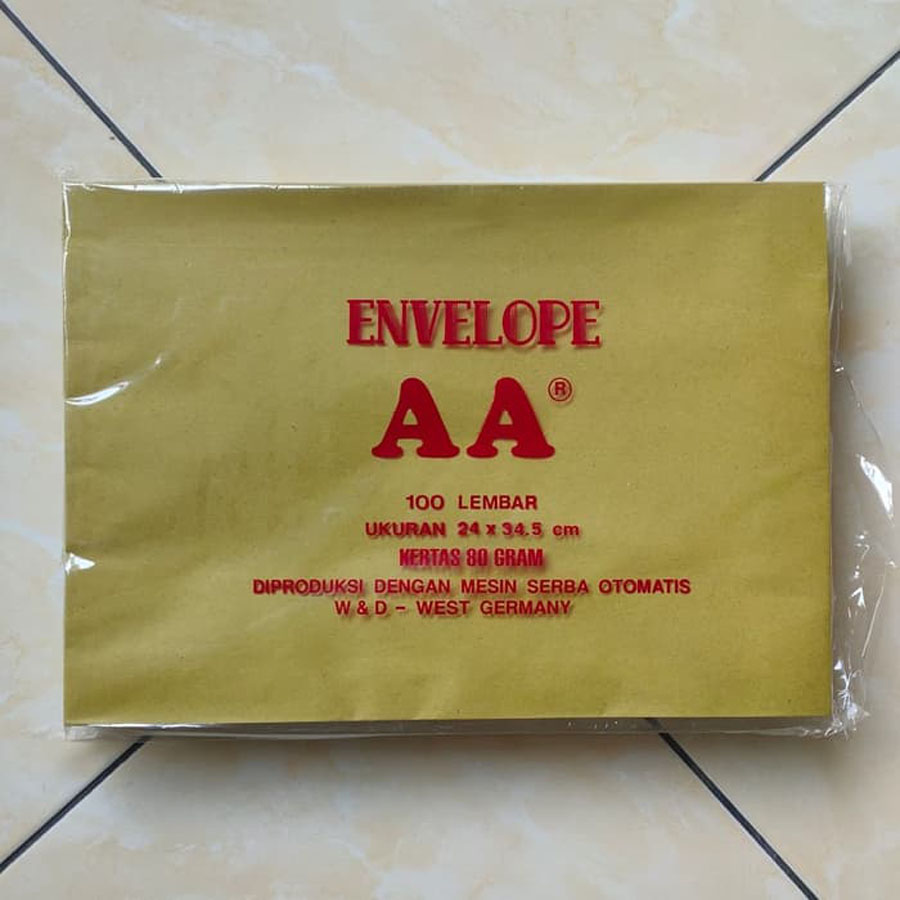 ENVELOPE
AA®
100 LEMBAR
UKURAN 24 x 34.5 cm
KERTAS 80 GRAM
DIPRODUKSI DENGAN MESIN SERBA OTOMATIS
W & D - WEST GERMANY